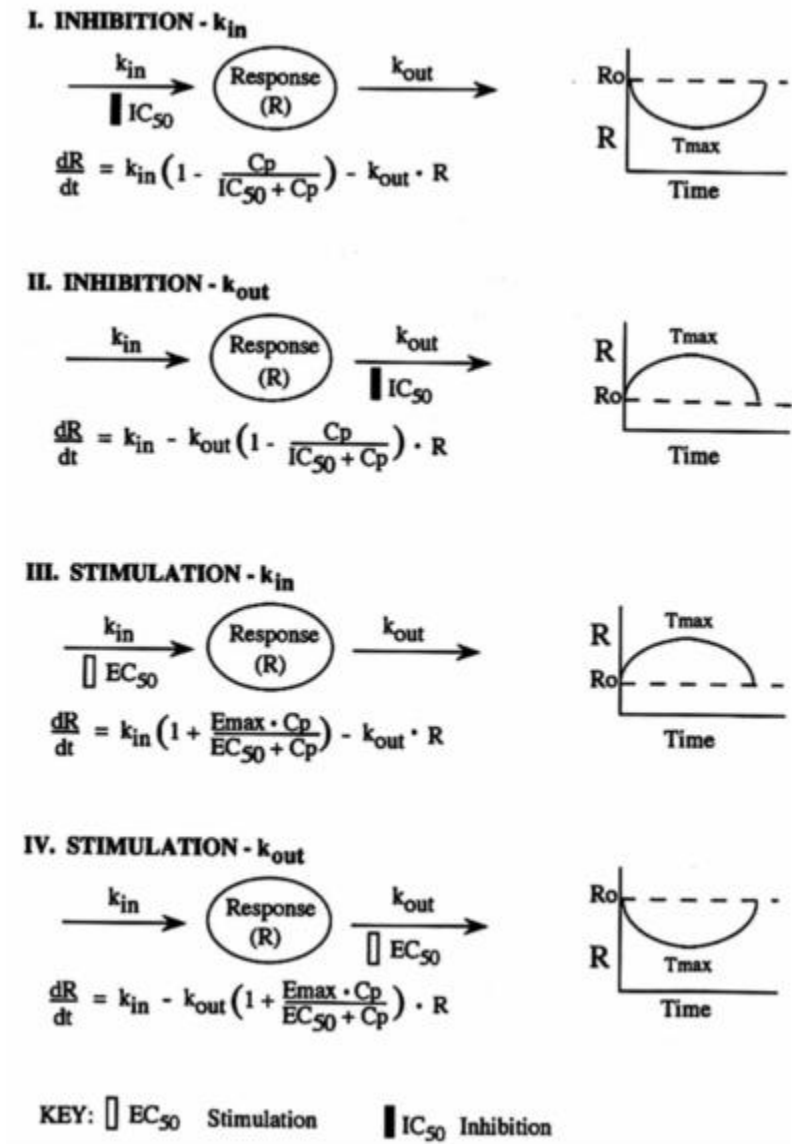 I. INHIBITION - kin
kin
Response
(R)
kout
IC50
dR/dt = kin(1 - Cp/(IC50 + Cp)) - kout · R
Ro
R
Tmax
Time
II. INHIBITION - kout
kin
Response
(R)
kout
IC50
dR/dt = kin - kout(1 - Cp/(IC50 + Cp)) · R
R
Tmax
Ro
Time
III. STIMULATION - kin
kin
Response
(R)
kout
EC50
dR/dt = kin(1 + Emax · Cp/(EC50 + Cp)) - kout · R
R
Tmax
Ro
Time
IV. STIMULATION - kout
kin
Response
(R)
kout
EC50
dR/dt = kin - kout(1 + Emax · Cp/(EC50 + Cp)) · R
Ro
R
Tmax
Time
KEY: EC50 Stimulation IC50 Inhibition